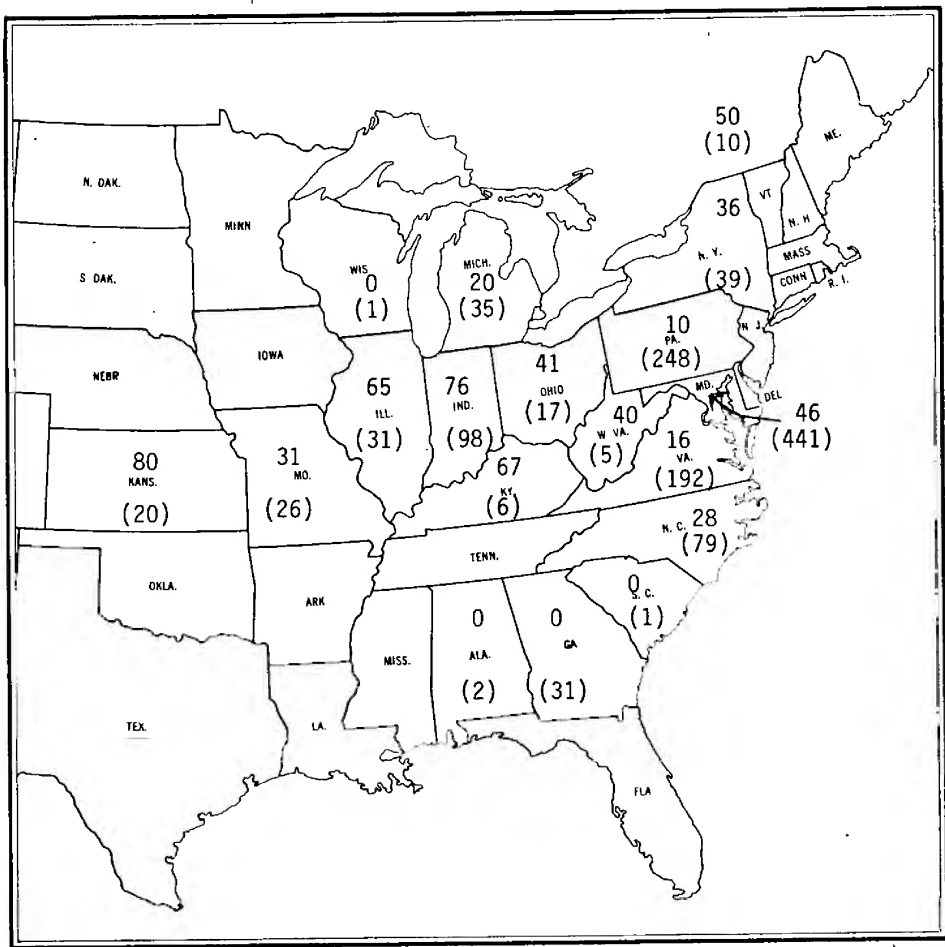 50
(10)
ME.
N. DAK.
MINN
VT
N. H
36
N. Y.
(39)
MASS
CONN
R. I.
S DAK.
WIS
0
(1)
MICH.
20
(35)
NEBR
IOWA
10
PA.
(248)
N J
65
ILL.
(31)
76
IND.
(98)
41
OHIO
(17)
MD.
DEL
46
(441)
40
W VA.
(5)
16
VA.
(192)
80
KANS.
(20)
31
MO.
(26)
67
KY.
(6)
N. C. 28
(79)
TENN.
OKLA.
ARK
0
S. C.
(1)
MISS.
0
ALA.
(2)
0
GA
(31)
TEX.
LA.
FLA